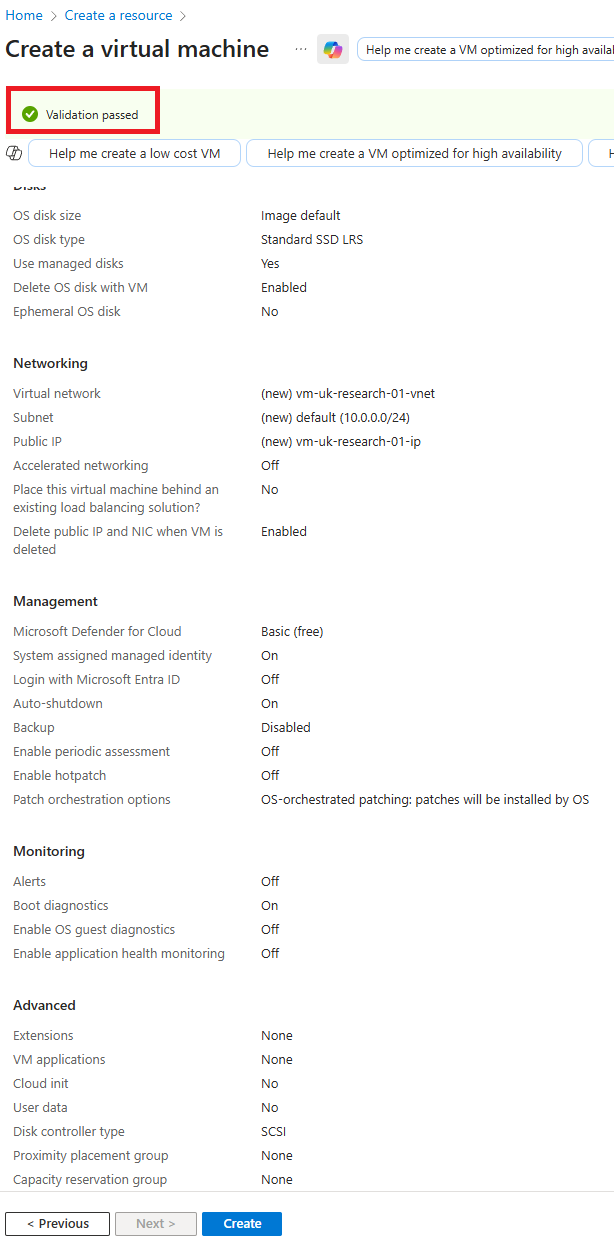 Home > Create a resource >
Create a virtual machine ... Help me create a VM optimized for high availal
Validation passed
Help me create a low cost VM Help me create a VM optimized for high availability H
Disks
OS disk size Image default
OS disk type Standard SSD LRS
Use managed disks Yes
Delete OS disk with VM Enabled
Ephemeral OS disk No
Networking
Virtual network (new) vm-uk-research-01-vnet
Subnet (new) default (10.0.0.0/24)
Public IP (new) vm-uk-research-01-ip
Accelerated networking Off
Place this virtual machine behind an No
existing load balancing solution?
Delete public IP and NIC when VM is Enabled
deleted
Management
Microsoft Defender for Cloud Basic (free)
System assigned managed identity On
Login with Microsoft Entra ID Off
Auto-shutdown On
Backup Disabled
Enable periodic assessment Off
Enable hotpatch Off
Patch orchestration options OS-orchestrated patching: patches will be installed by OS
Monitoring
Alerts Off
Boot diagnostics On
Enable OS guest diagnostics Off
Enable application health monitoring Off
Advanced
Extensions None
VM applications None
Cloud init No
User data No
Disk controller type SCSI
Proximity placement group None
Capacity reservation group None
< Previous Next > Create